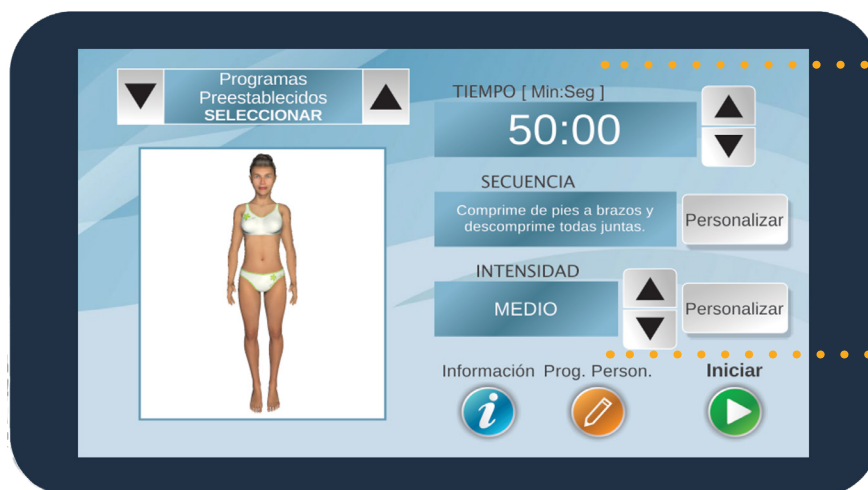 Programas
Preestablecidos
SELECCIONAR
TIEMPO [ Min:Seg ]
50:00
SECUENCIA
Comprime de pies a brazos y
descomprime todas juntas.
Personalizar
INTENSIDAD
MEDIO
Personalizar
Información Prog. Person. Iniciar